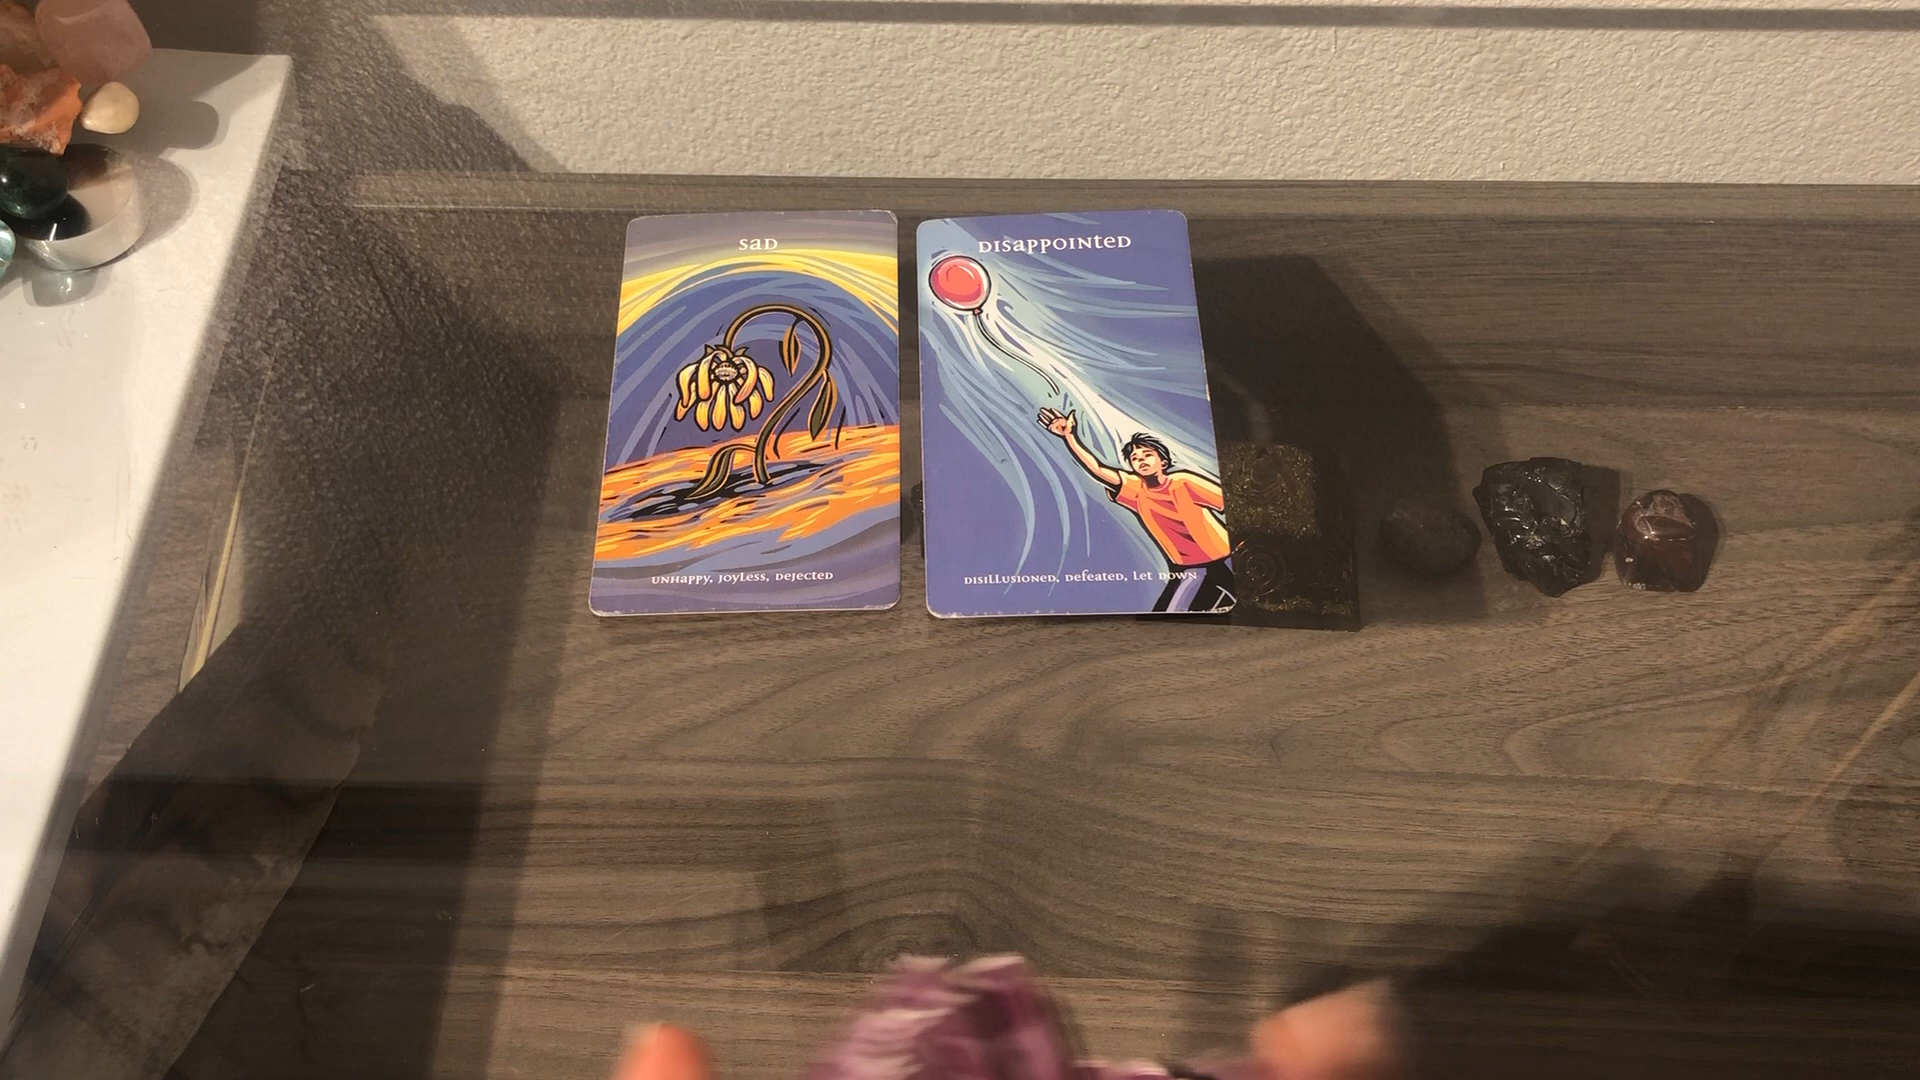 sad
disappointed
unhappy, joyless, dejected
disillusioned, defeated, let down